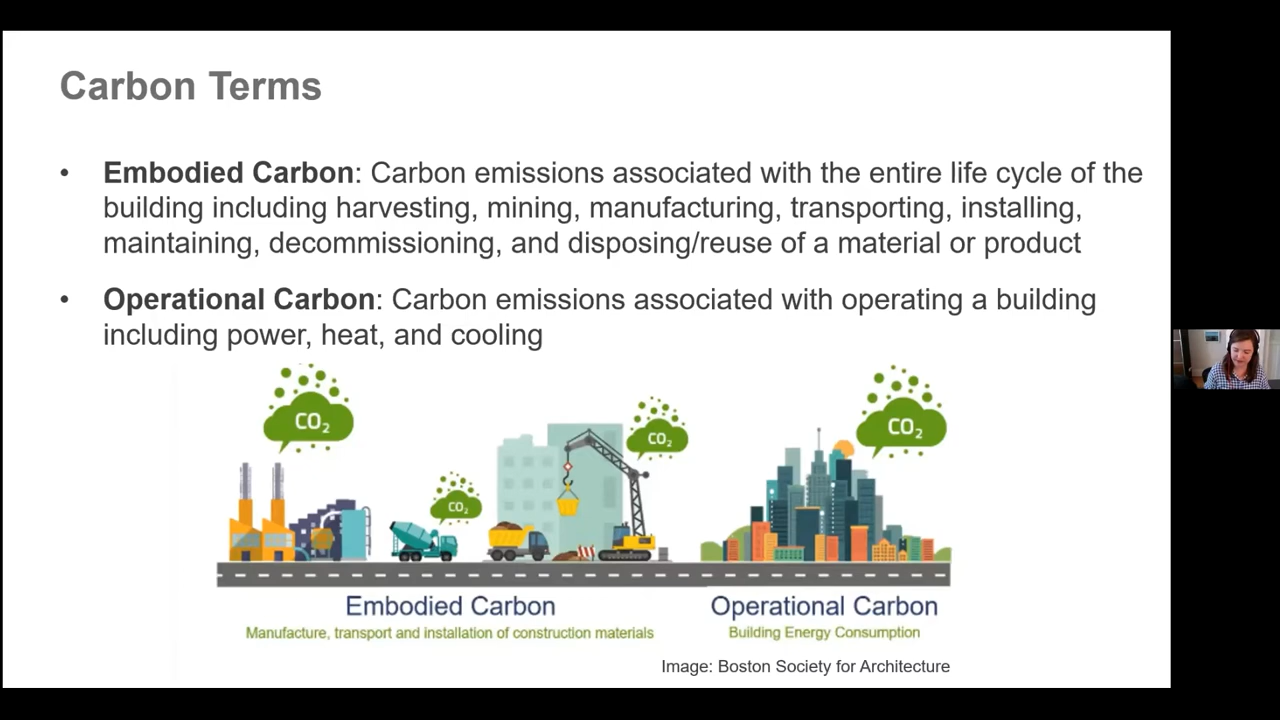 Carbon Terms
• Embodied Carbon: Carbon emissions associated with the entire life cycle of the
building including harvesting, mining, manufacturing, transporting, installing,
maintaining, decommissioning, and disposing/reuse of a material or product
• Operational Carbon: Carbon emissions associated with operating a building
including power, heat, and cooling
CO₂
CO₂
CO₂
CO₂
Embodied Carbon
Manufacture, transport and installation of construction materials
Operational Carbon
Building Energy Consumption
Image: Boston Society for Architecture